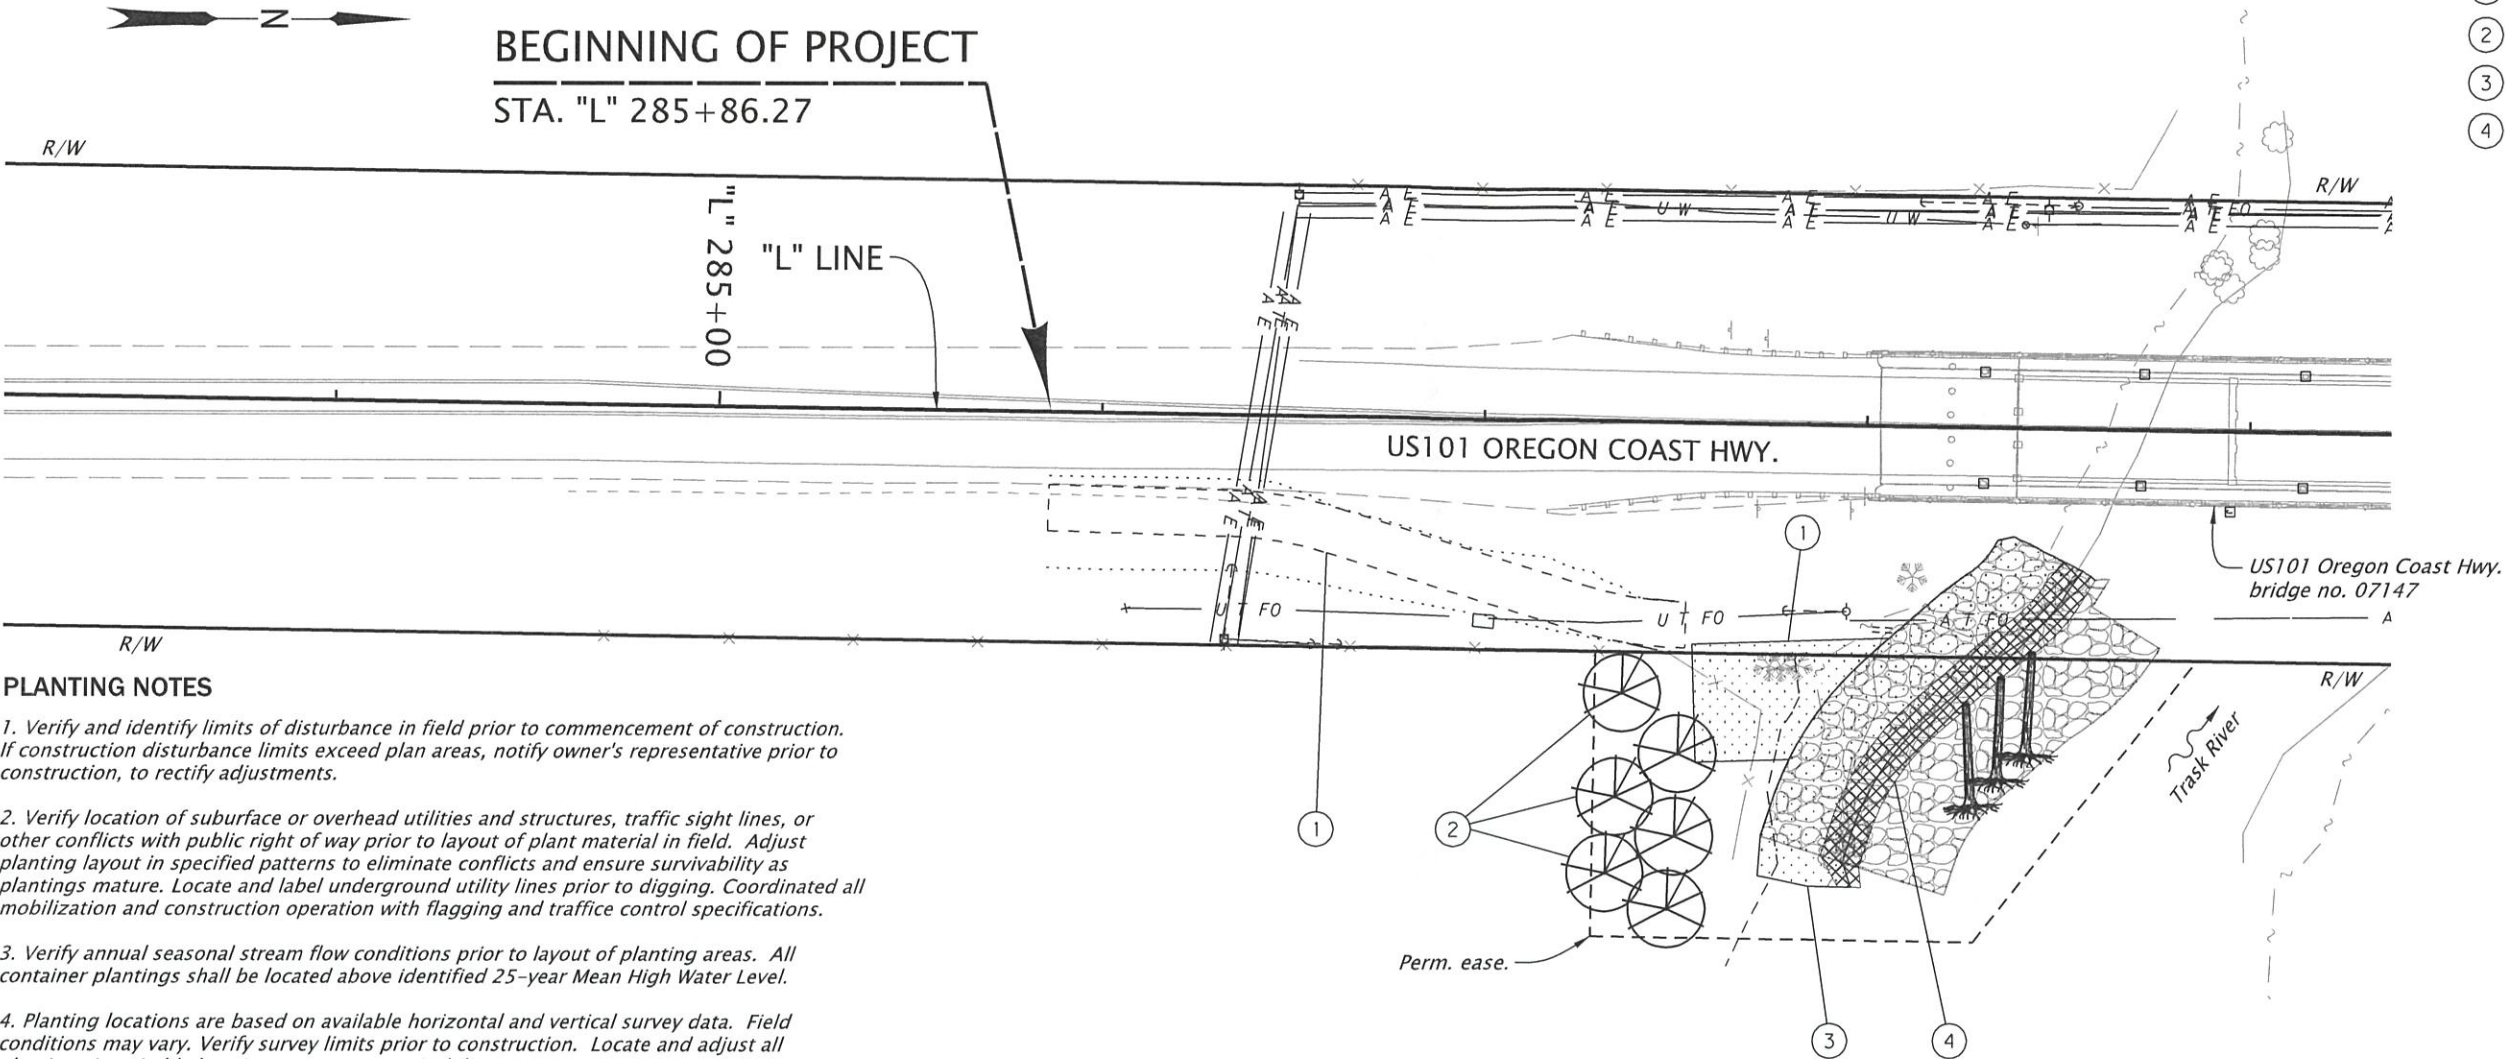 N
BEGINNING OF PROJECT
STA. "L" 285+86.27
2
3
4
R/W
R/W
"L" 285+00
"L" LINE
A E A E A E A E A E
U W U W FO
A E
US101 OREGON COAST HWY.
1
US101 Oregon Coast Hwy.
bridge no. 07147
U T FO U T FO A T FO A
R/W
R/W
Trask River
1
2
Perm. ease.
3
4
PLANTING NOTES
1. Verify and identify limits of disturbance in field prior to commencement of construction.
If construction disturbance limits exceed plan areas, notify owner's representative prior to
construction, to rectify adjustments.
2. Verify location of suburface or overhead utilities and structures, traffic sight lines, or
other conflicts with public right of way prior to layout of plant material in field. Adjust
planting layout in specified patterns to eliminate conflicts and ensure survivability as
plantings mature. Locate and label underground utility lines prior to digging. Coordinated all
mobilization and construction operation with flagging and traffice control specifications.
3. Verify annual seasonal stream flow conditions prior to layout of planting areas. All
container plantings shall be located above identified 25-year Mean High Water Level.
4. Planting locations are based on available horizontal and vertical survey data. Field
conditions may vary. Verify survey limits prior to construction. Locate and adjust all